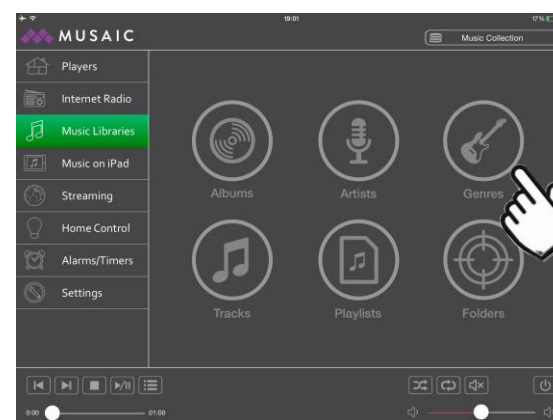 19:01
17%
MUSAIC
Music Collection
Players
Internet Radio
Music Libraries
Music on iPad
Streaming
Home Control
Alarms/Timers
Settings
Albums
Artists
Genres
Tracks
Playlists
Folders
0:00
01:00